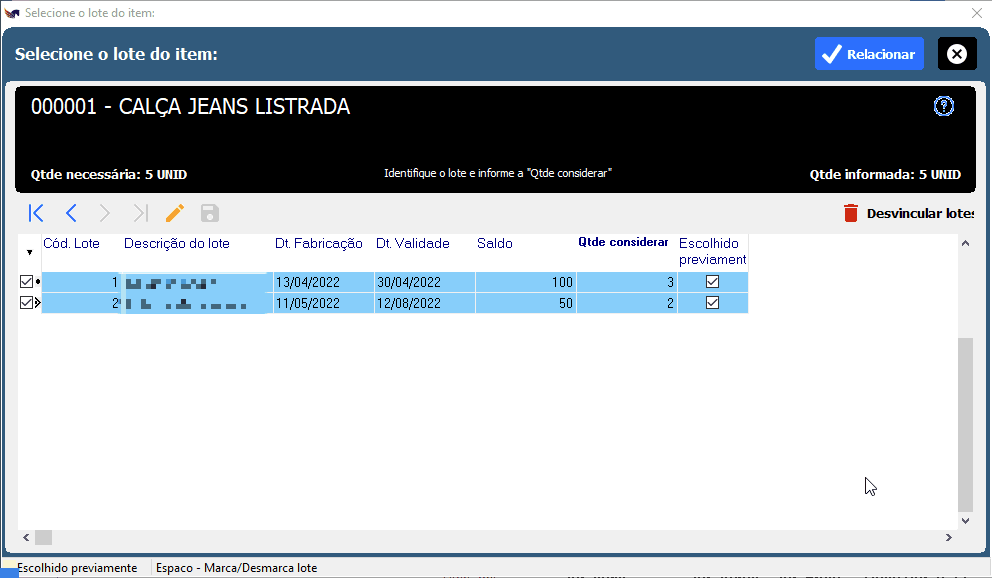 Selecione o lote do item:
Selecione o lote do item:
Relacionar
000001 - CALÇA JEANS LISTRADA
Qtde necessária: 5 UNID
Identifique o lote e informe a "Qtde considerar"
Qtde informada: 5 UNID
Desvincular lotes
Cód. Lote Descrição do lote Dt. Fabricação Dt. Validade Saldo Qtde considerar Escolhido
previament
1 13/04/2022 30/04/2022 100 3
2 11/05/2022 12/08/2022 50 2
Escolhido previamente Espaco - Marca/Desmarca lote